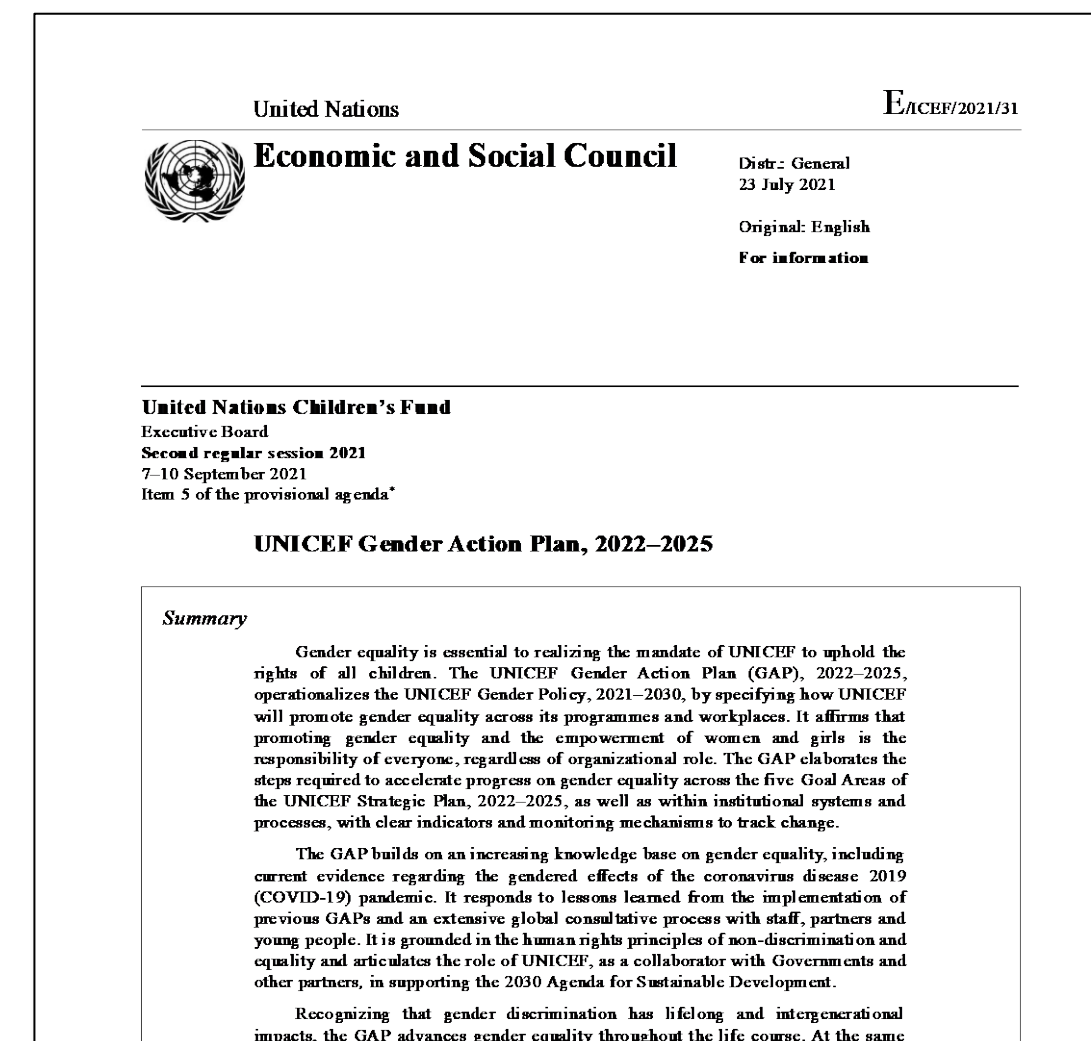 United Nations
E/ICEF/2021/31
Economic and Social Council
Distr.: General
23 July 2021
Original: English
For information
United Nations Children’s Fund
Executive Board
Second regular session 2021
7–10 September 2021
Item 5 of the provisional agenda*
UNICEF Gender Action Plan, 2022–2025
Summary
Gender equality is essential to realizing the mandate of UNICEF to uphold the
rights of all children. The UNICEF Gender Action Plan (GAP), 2022–2025,
operationalizes the UNICEF Gender Policy, 2021–2030, by specifying how UNICEF
will promote gender equality across its programmes and workplaces. It affirms that
promoting gender equality and the empowerment of women and girls is the
responsibility of everyone, regardless of organizational role. The GAP elaborates the
steps required to accelerate progress on gender equality across the five Goal Areas of
the UNICEF Strategic Plan, 2022–2025, as well as within institutional systems and
processes, with clear indicators and monitoring mechanisms to track change.
The GAP builds on an increasing knowledge base on gender equality, including
current evidence regarding the gendered effects of the coronavirus disease 2019
(COVID-19) pandemic. It responds to lessons learned from the implementation of
previous GAPs and an extensive global consultative process with staff, partners and
young people. It is grounded in the human rights principles of non-discrimination and
equality and articulates the role of UNICEF, as a collaborator with Governments and
other partners, in supporting the 2030 Agenda for Sustainable Development.
Recognizing that gender discrimination has lifelong and intergenerational
impacts, the GAP advances gender equality throughout the life course. At the same